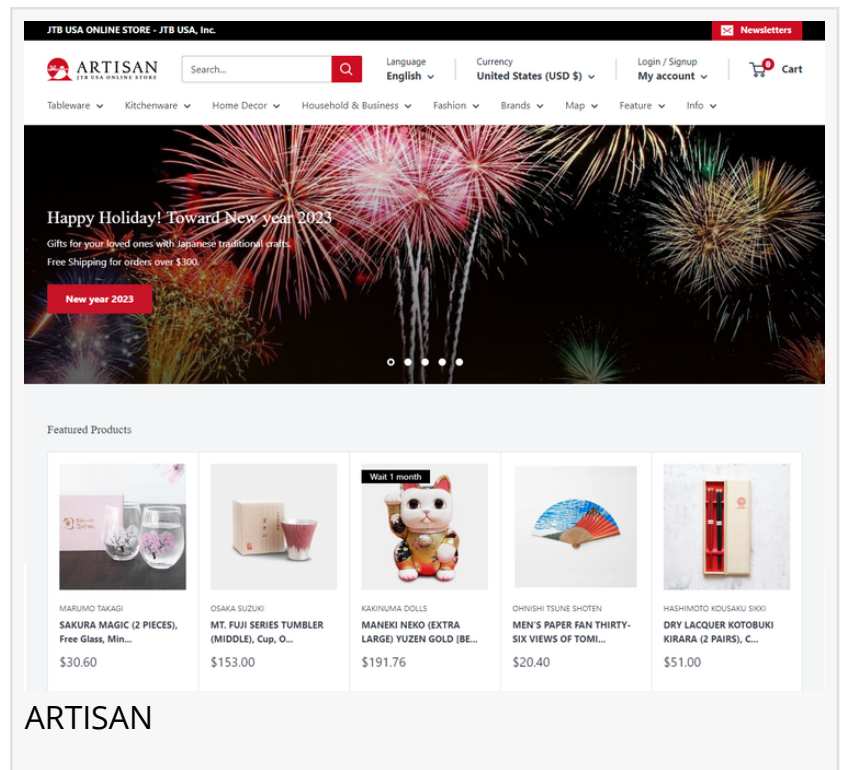 JTB USA ONLINE STORE - JTB USA, Inc.
Newsletters
ARTISAN
JTB USA ONLINE STORE
Search...
Language
English
Currency
United States (USD $)
Login / Signup
My account
0
Cart
Tableware
Kitchenware
Home Decor
Household & Business
Fashion
Brands
Map
Feature
Info
Happy Holiday! Toward New year 2023
Gifts for your loved ones with Japanese traditional crafts.
Free Shipping for orders over $300.
New year 2023
Featured Products
MARUMO TAKAGI
SAKURA MAGIC (2 PIECES),
Free Glass, Min...
$30.60
OSAKA SUZUKI
MT. FUJI SERIES TUMBLER
(MIDDLE), Cup, O...
$153.00
Wait 1 month
KAKINUMA DOLLS
MANEKI NEKO (EXTRA
LARGE) YUZEN GOLD [BE...
$191.76
OHNISHI TSUNE SHOTEN
MEN'S PAPER FAN THIRTY-
SIX VIEWS OF TOMI...
$20.40
HASHIMOTO KOUSAKU SIKKI
DRY LACQUER KOTOBUKI
KIRARA (2 PAIRS), C...
$51.00
ARTISAN